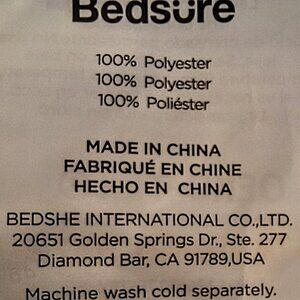 Bedsure
100% Polyester
100% Polyester
100% Poliéster
MADE IN CHINA
FABRIQUÉ EN CHINE
HECHO EN CHINA
BEDSHE INTERNATIONAL CO.,LTD.
20651 Golden Springs Dr., Ste. 277
Diamond Bar, CA 91789,USA
Machine wash cold separately.